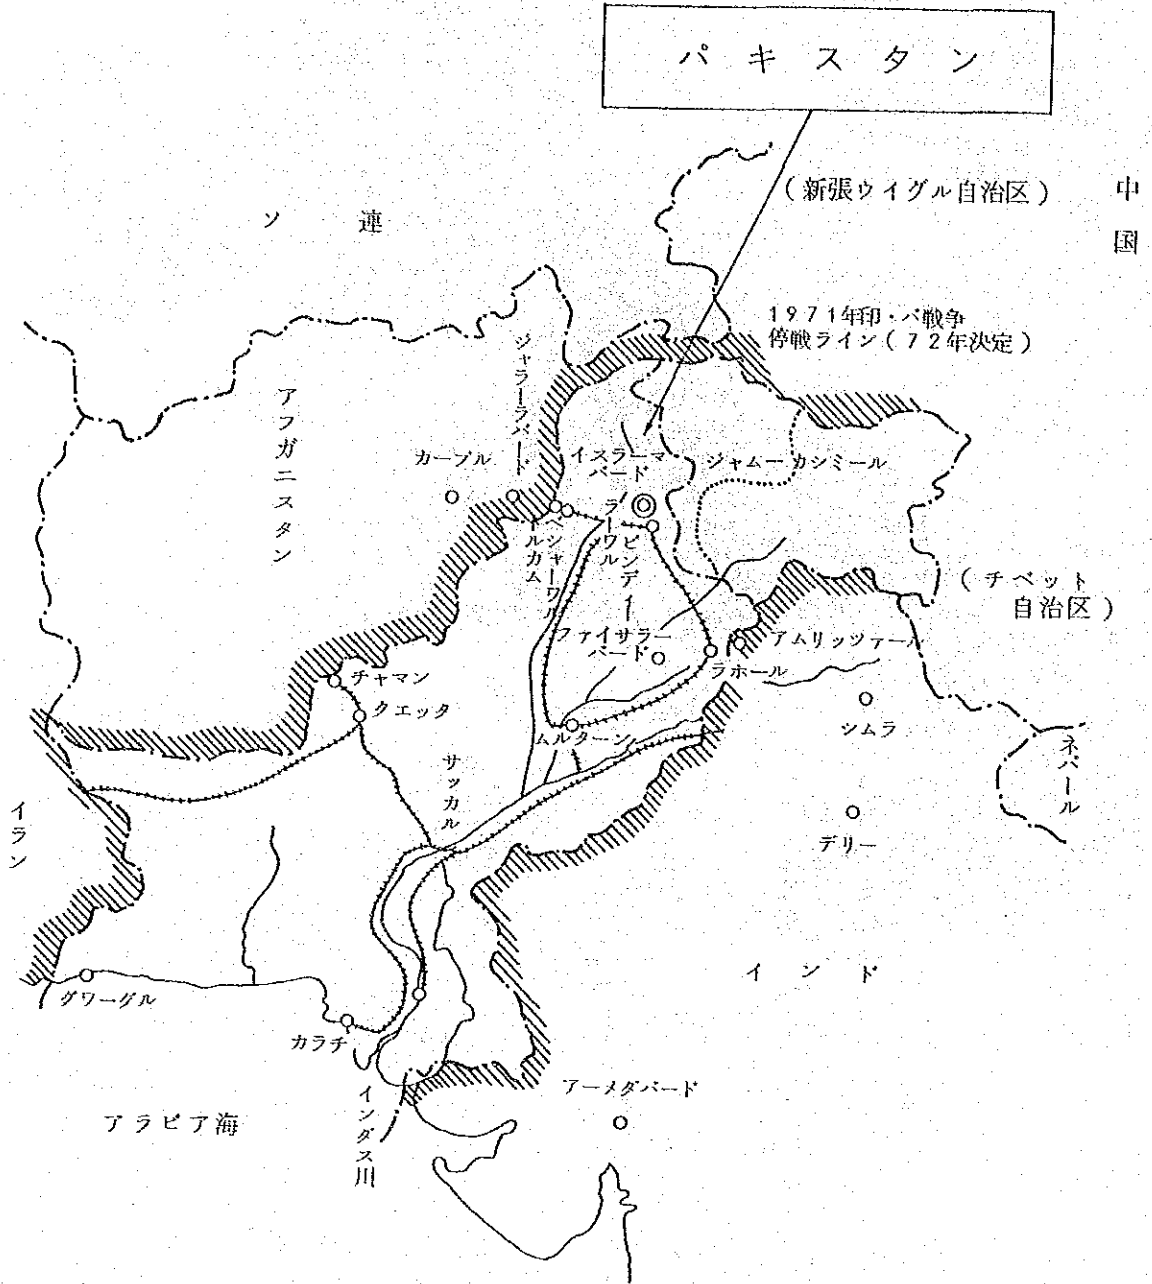 パキスタン
(新張ウイグル自治区)
中国
ソ連
1971年印・パ戦争
停戦ライン(72年決定)
ジャラーラバード
アフガニスタン
カーブル
イスラーマ
バード
ジャムー カシミール
ラーワル
ピンディー
ペシャーワル
トルカム
(チベット
自治区)
ファイサラー
バード
アムリッツァール
ラホール
チャマン
クエッタ
シムラ
ムルターン
ネパール
サッカル
イラン
デリー
インド
グワーグル
カラチ
アーメダバード
インダス川
アラビア海